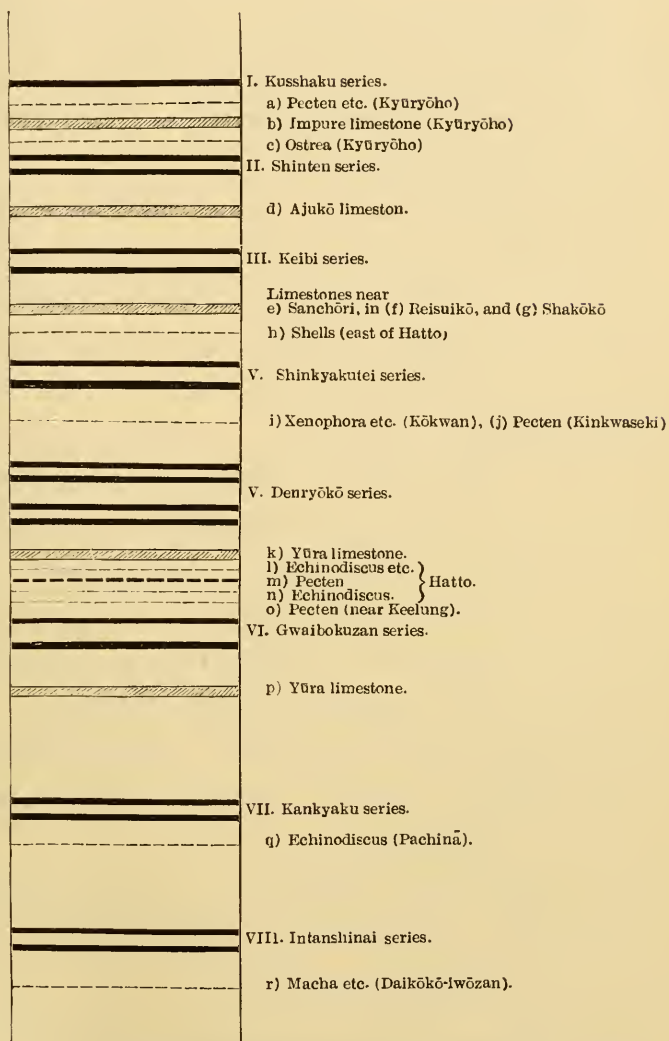 I. Kusshaku series.
a) Pecten etc. (Kyūryōho)
b) Impure limestone (Kyūryōho)
c) Ostrea (Kyūryōho)
II. Shinten series.
d) Ajukō limeston.
III. Keibi series.
Limestones near
e) Sanchōri, in (f) Reisuikō, and (g) Shakōkō
h) Shells (east of Hatto)
V. Shinkyakutei series.
i) Xenophora etc. (Kōkwan), (j) Pecten (Kinkwaseki)
V. Denryōkō series.
k) Yūra limestone.
l) Echinodiscus etc.
m) Pecten } Hatto.
n) Echinodiscus.
o) Pecten (near Keelung).
VI. Gwaibokuzan series.
p) Yūra limestone.
VII. Kankyaku series.
q) Echinodiscus (Pachinā).
VIII. Intanshinai series.
r) Macha etc. (Daikōkō-Iwōzan).